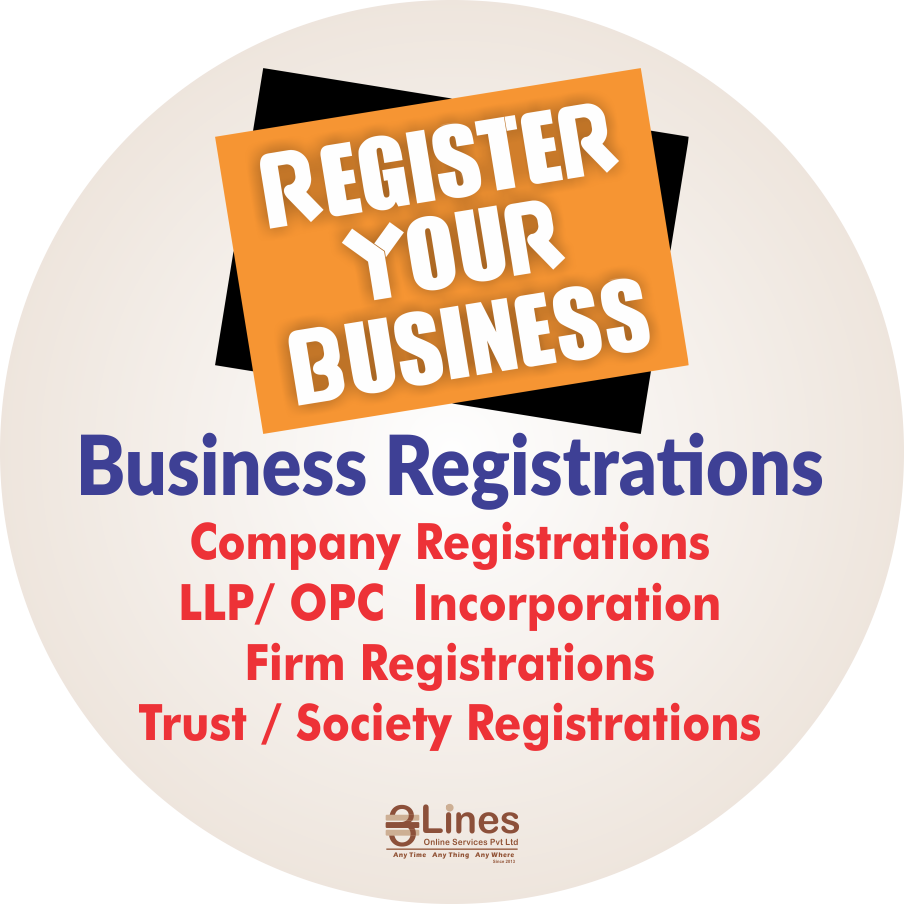 REGISTER
YOUR
BUSINESS
Business Registrations
Company Registrations
LLP/ OPC Incorporation
Firm Registrations
Trust / Society Registrations
3Lines
Online Services Pvt Ltd
Any Time Any Thing Any Where
Since 2013